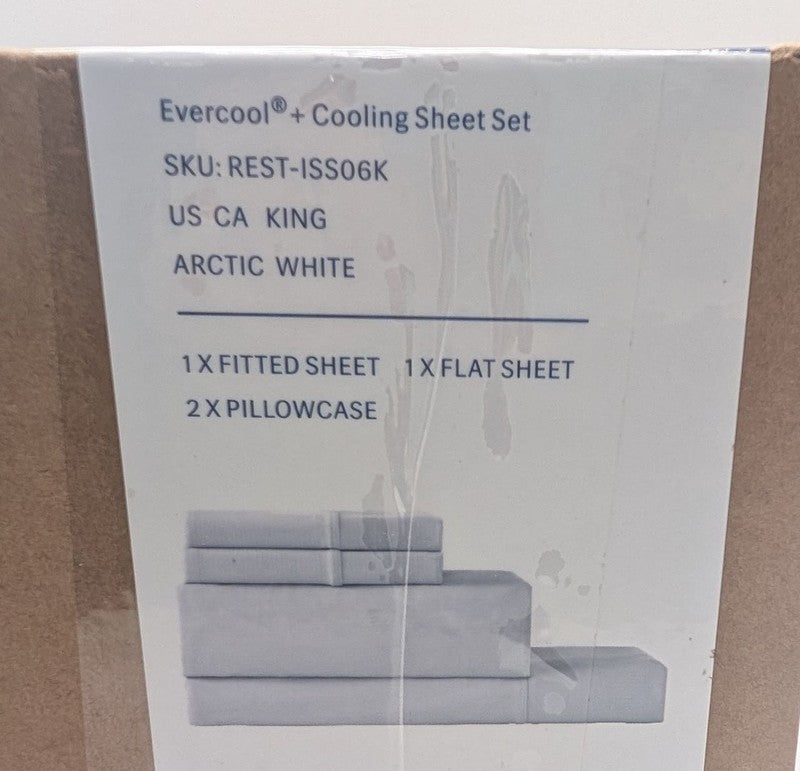 Evercool®+ Cooling Sheet Set
SKU: REST-ISS06K
US CA KING
ARCTIC WHITE
1 X FITTED SHEET 1 X FLAT SHEET
2 X PILLOWCASE